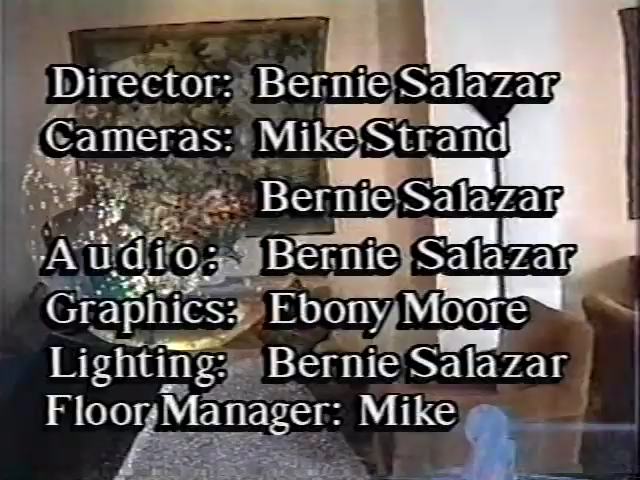 Director: Bernie Salazar
Cameras: Mike Strand
Bernie Salazar
Audio: Bernie Salazar
Graphics: Ebony Moore
Lighting: Bernie Salazar
Floor Manager: Mike